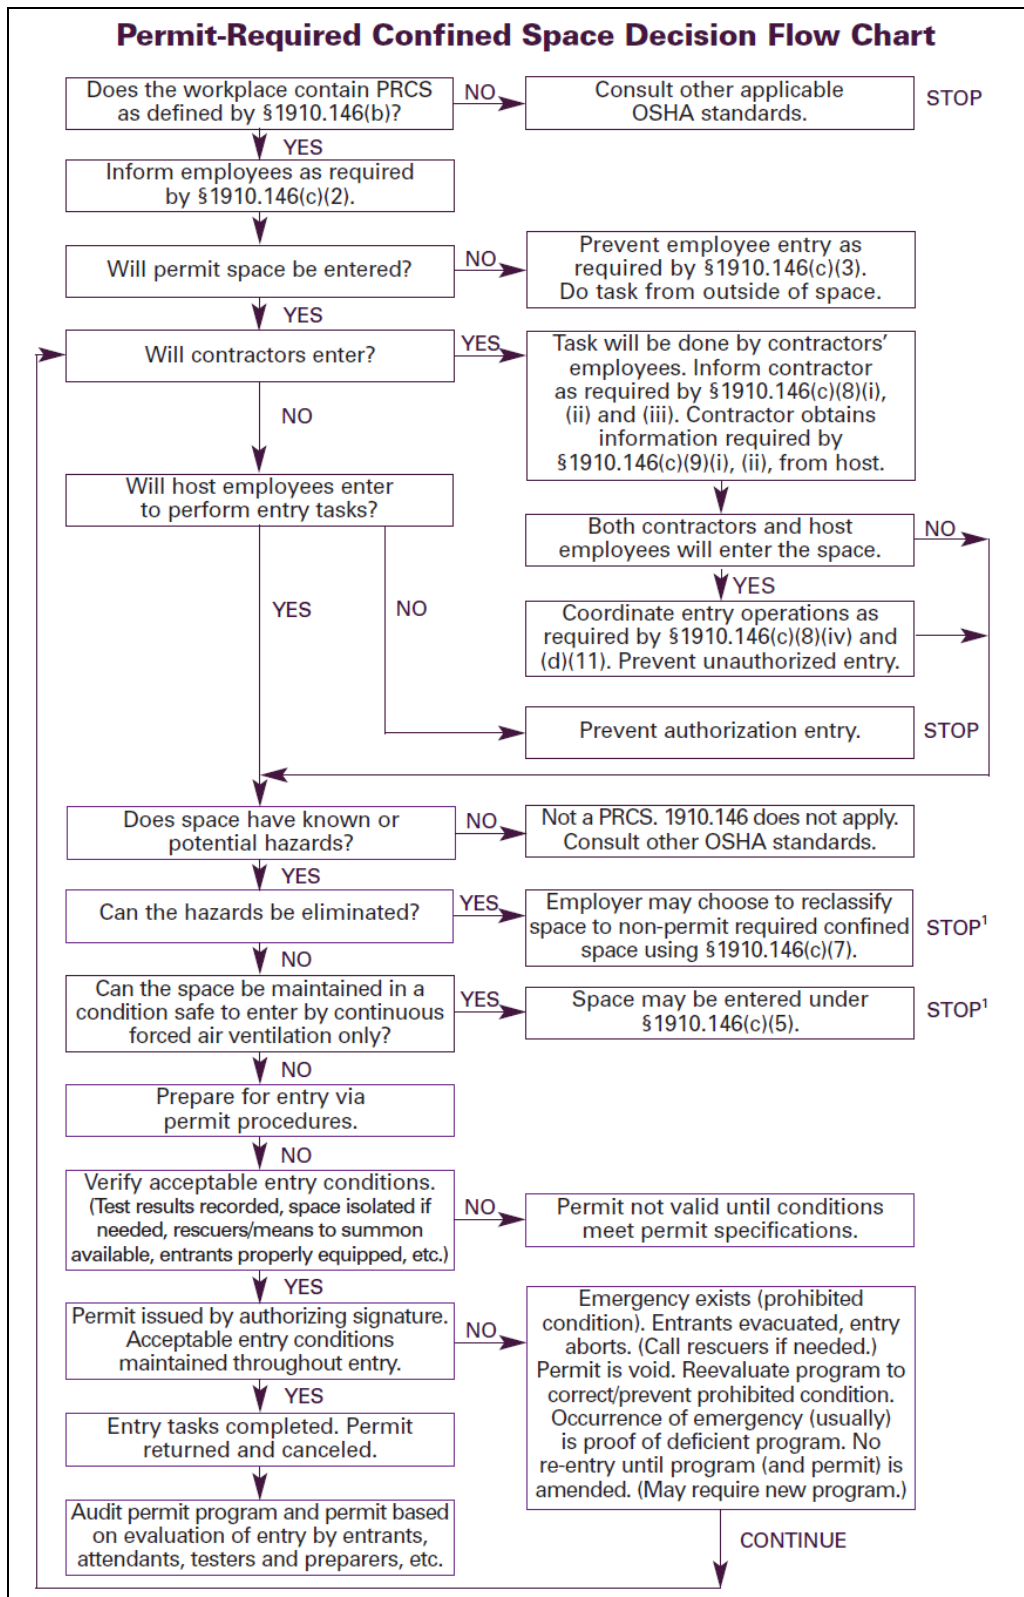 Permit-Required Confined Space Decision Flow Chart
Does the workplace contain PRCS
as defined by §1910.146(b)?
NO
Consult other applicable
OSHA standards.
STOP
YES
Inform employees as required
by §1910.146(c)(2).
Will permit space be entered?
NO
Prevent employee entry as
required by §1910.146(c)(3).
Do task from outside of space.
YES
Will contractors enter?
YES
Task will be done by contractors’
employees. Inform contractor
as required by §1910.146(c)(8)(i),
(ii) and (iii). Contractor obtains
information required by
§1910.146(c)(9)(i), (ii), from host.
NO
Will host employees enter
to perform entry tasks?
Both contractors and host
employees will enter the space.
NO
YES
YES
NO
Coordinate entry operations as
required by §1910.146(c)(8)(iv) and
(d)(11). Prevent unauthorized entry.
Prevent authorization entry.
STOP
Does space have known or
potential hazards?
NO
Not a PRCS. 1910.146 does not apply.
Consult other OSHA standards.
YES
Can the hazards be eliminated?
YES
Employer may choose to reclassify
space to non-permit required confined
space using §1910.146(c)(7).
STOP¹
NO
Can the space be maintained in a
condition safe to enter by continuous
forced air ventilation only?
YES
Space may be entered under
§1910.146(c)(5).
STOP¹
NO
Prepare for entry via
permit procedures.
NO
Verify acceptable entry conditions.
(Test results recorded, space isolated if
needed, rescuers/means to summon
available, entrants properly equipped, etc.)
NO
Permit not valid until conditions
meet permit specifications.
YES
Permit issued by authorizing signature.
Acceptable entry conditions
maintained throughout entry.
NO
Emergency exists (prohibited
condition). Entrants evacuated, entry
aborts. (Call rescuers if needed.)
Permit is void. Reevaluate program to
correct/prevent prohibited condition.
Occurrence of emergency (usually)
is proof of deficient program. No
re-entry until program (and permit) is
amended. (May require new program.)
YES
Entry tasks completed. Permit
returned and canceled.
Audit permit program and permit based
on evaluation of entry by entrants,
attendants, testers and preparers, etc.
CONTINUE